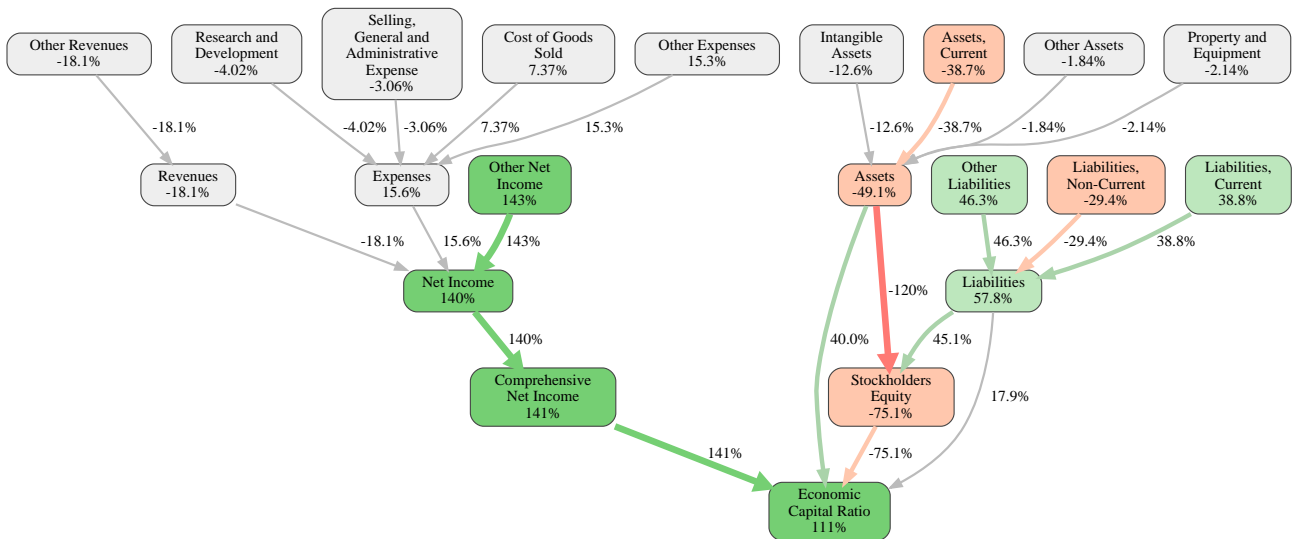 Other Revenues
-18.1%
Research and
Development
-4.02%
Selling,
General and
Administrative
Expense
-3.06%
Cost of Goods
Sold
7.37%
Other Expenses
15.3%
Intangible
Assets
-12.6%
Assets,
Current
-38.7%
Other Assets
-1.84%
Property and
Equipment
-2.14%
-18.1%
-4.02%
-3.06%
7.37%
15.3%
-12.6%
-38.7%
-1.84%
-2.14%
Revenues
-18.1%
Expenses
15.6%
Other Net
Income
143%
Assets
-49.1%
Other
Liabilities
46.3%
Liabilities,
Non-Current
-29.4%
Liabilities,
Current
38.8%
-18.1%
15.6%
143%
46.3%
-29.4%
38.8%
Net Income
140%
-120%
Liabilities
57.8%
140%
40.0%
45.1%
Comprehensive
Net Income
141%
Stockholders
Equity
-75.1%
17.9%
141%
-75.1%
Economic
Capital Ratio
111%